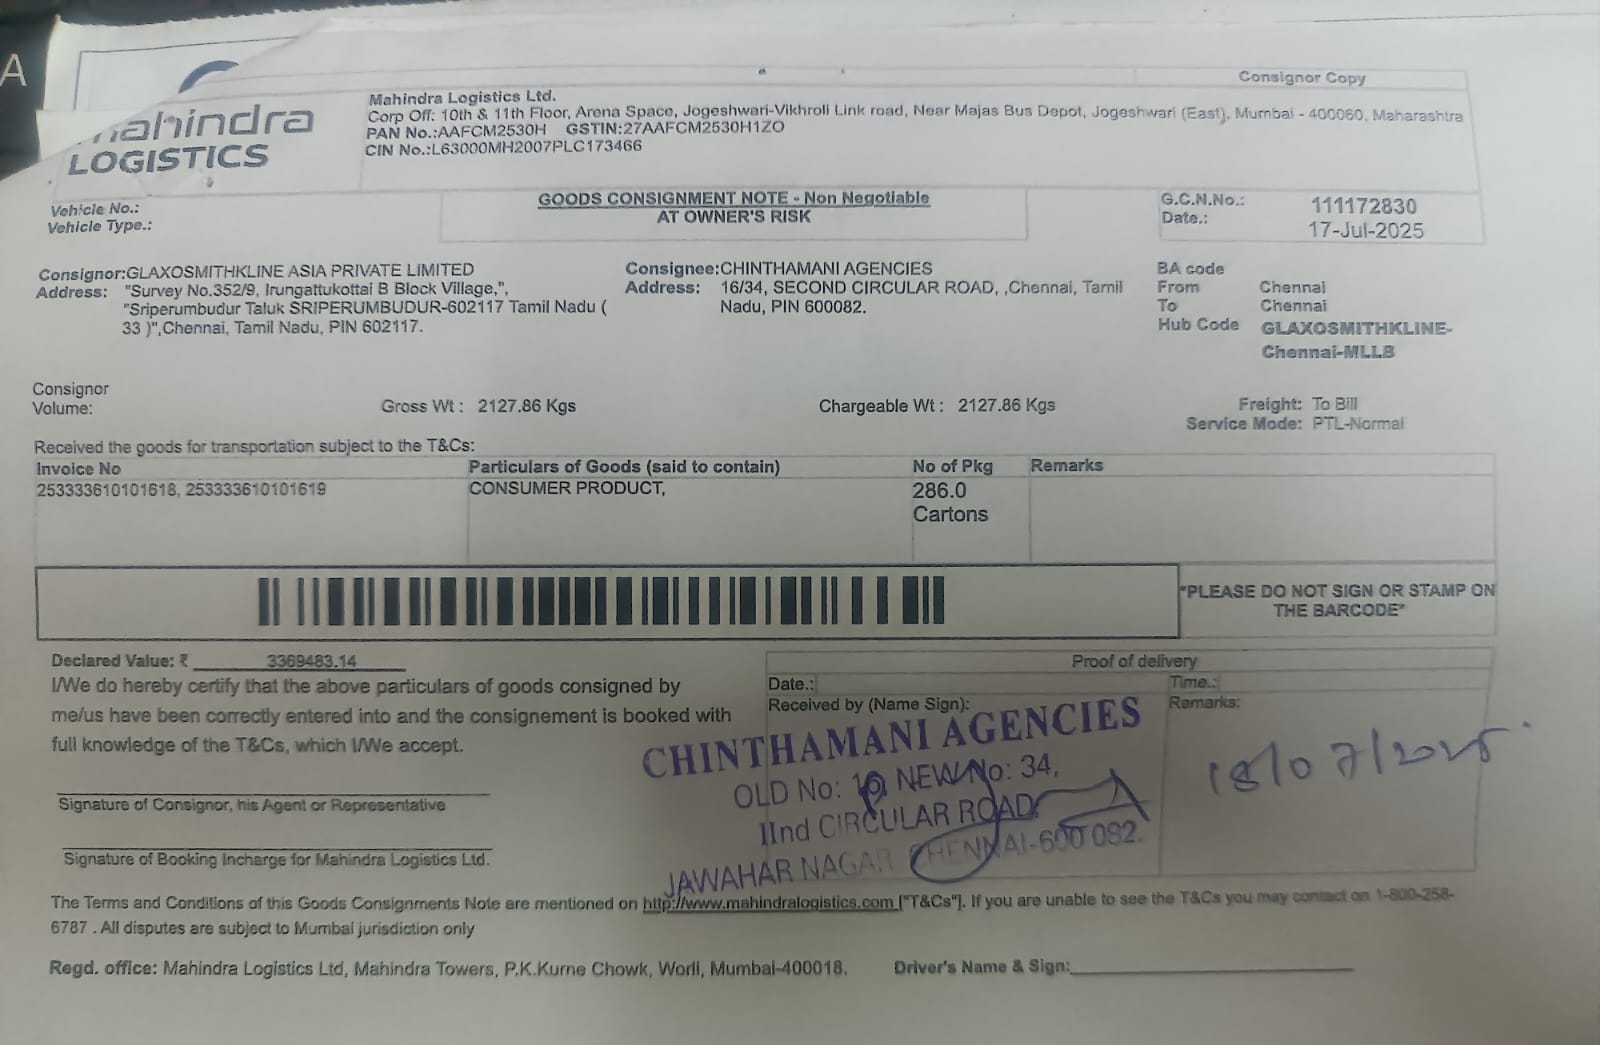 A
Consignor Copy
mahindra
LOGISTICS
Mahindra Logistics Ltd.
Corp Off: 10th & 11th Floor, Arena Space, Jogeshwari-Vikhroli Link road, Near Majas Bus Depot, Jogeshwari (East), Mumbai - 400060, Maharashtra
PAN No.:AAFCM2530H GSTIN:27AAFCM2530H1ZO
CIN No.:L63000MH2007PLC173466
Vehicle No.:
Vehicle Type.:
GOODS CONSIGNMENT NOTE - Non Negotiable
AT OWNER'S RISK
G.C.N.No.: 111172830
Date.: 17-Jul-2025
Consignor:GLAXOSMITHKLINE ASIA PRIVATE LIMITED
Address: "Survey No.352/9, Irungattukottai B Block Village,",
"Sriperumbudur Taluk SRIPERUMBUDUR-602117 Tamil Nadu (
33 )",Chennai, Tamil Nadu, PIN 602117.
Consignee:CHINTHAMANI AGENCIES
Address: 16/34, SECOND CIRCULAR ROAD, ,Chennai, Tamil
Nadu, PIN 600082.
BA code
From Chennai
To Chennai
Hub Code GLAXOSMITHKLINE-
Chennai-MLLB
Consignor
Volume:
Gross Wt : 2127.86 Kgs
Chargeable Wt : 2127.86 Kgs
Freight: To Bill
Service Mode: PTL-Normal
Received the goods for transportation subject to the T&Cs:
Invoice No Particulars of Goods (said to contain) No of Pkg Remarks
253333610101618, 253333610101619 CONSUMER PRODUCT, 286.0
Cartons
*PLEASE DO NOT SIGN OR STAMP ON
THE BARCODE*
Declared Value: ₹ 3369483.14
I/We do hereby certify that the above particulars of goods consigned by
me/us have been correctly entered into and the consignement is booked with
full knowledge of the T&Cs, which I/We accept.
Signature of Consignor, his Agent or Representative
Signature of Booking Incharge for Mahindra Logistics Ltd.
Proof of delivery
Date.: Time.:
Received by (Name Sign): Remarks:
CHINTHAMANI AGENCIES
OLD No: NEW No: 34,
IInd CIRCULAR ROAD,
JAWAHAR NAGAR CHENNAI-600 082.
18/07/2025
The Terms and Conditions of this Goods Consignments Note are mentioned on http://www.mahindralogistics.com ["T&Cs"]. If you are unable to see the T&Cs you may contact on 1-800-258-
6787 . All disputes are subject to Mumbai jurisdiction only
Regd. office: Mahindra Logistics Ltd, Mahindra Towers, P.K.Kurne Chowk, Worli, Mumbai-400018.
Driver's Name & Sign: